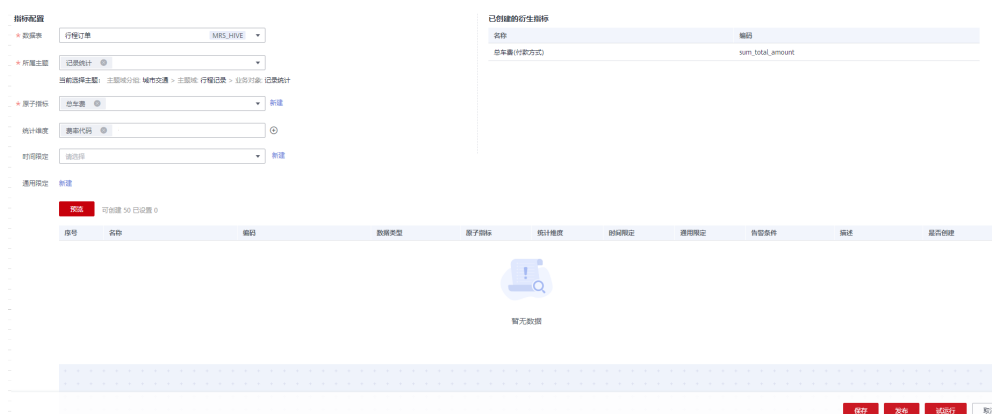 指标配置
已创建的衍生指标
* 数据表 行程订单 MRS_HIVE
名称 编码
总车费(付款方式) sum_total_amount
* 所属主题 记录统计
当前选择主题: 主题域分组: 城市交通 > 主题域: 行程记录 > 业务对象: 记录统计
* 原子指标 总车费 新建
统计维度 费率代码
时间限定 请选择 新建
通用限定 新建
预览 可创建 50 已设置 0
序号 名称 编码 数据类型 原子指标 统计维度 时间限定 通用限定 告警条件 描述 是否创建
暂无数据
保存 发布 试运行